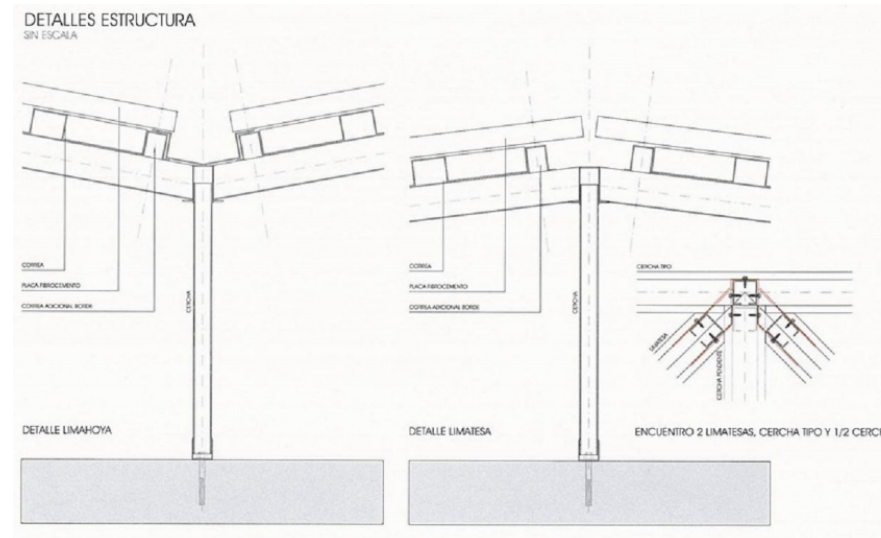 DETALLES ESTRUCTURA
SIN ESCALA
CORREA
PLACA FIBROCEMENTO
CORREA ADICIONAL BORDE
CERCHA
DETALLE LIMAHOYA
CORREA
PLACA FIBROCEMENTO
CORREA ADICIONAL BORDE
CERCHA
DETALLE LIMATESA
CERCHA TIPO
LIMATESA
CERCHA PENDIENTE
ENCUENTRO 2 LIMATESAS, CERCHA TIPO Y 1/2 CERC